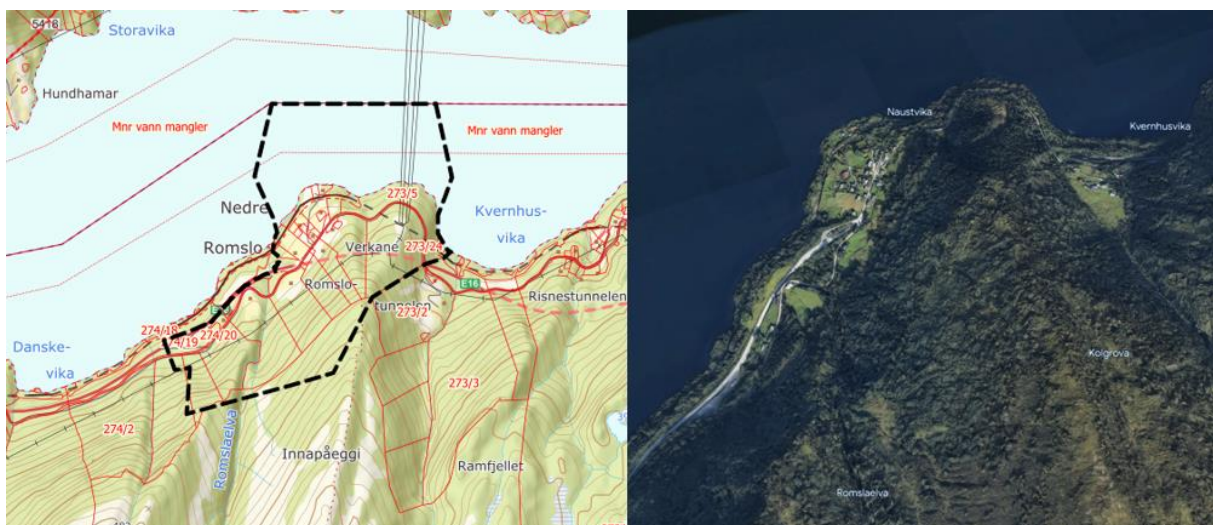 5418
Storavika
Hundhamar
Mnr vann mangler
Mnr vann mangler
273/5
Nedre
Romslo
Kvernhus-
vika
Verkane
273/24
E16
Romslo-
tunnelen
Risnestunnelen
273/2
274/18
74/19
274/20
Danske-
vika
273/3
274/2
Romslaelva
Innapåeggi
Ramfjellet
Naustvika
Kvernhusvika
Kolgrova
Romslaelva